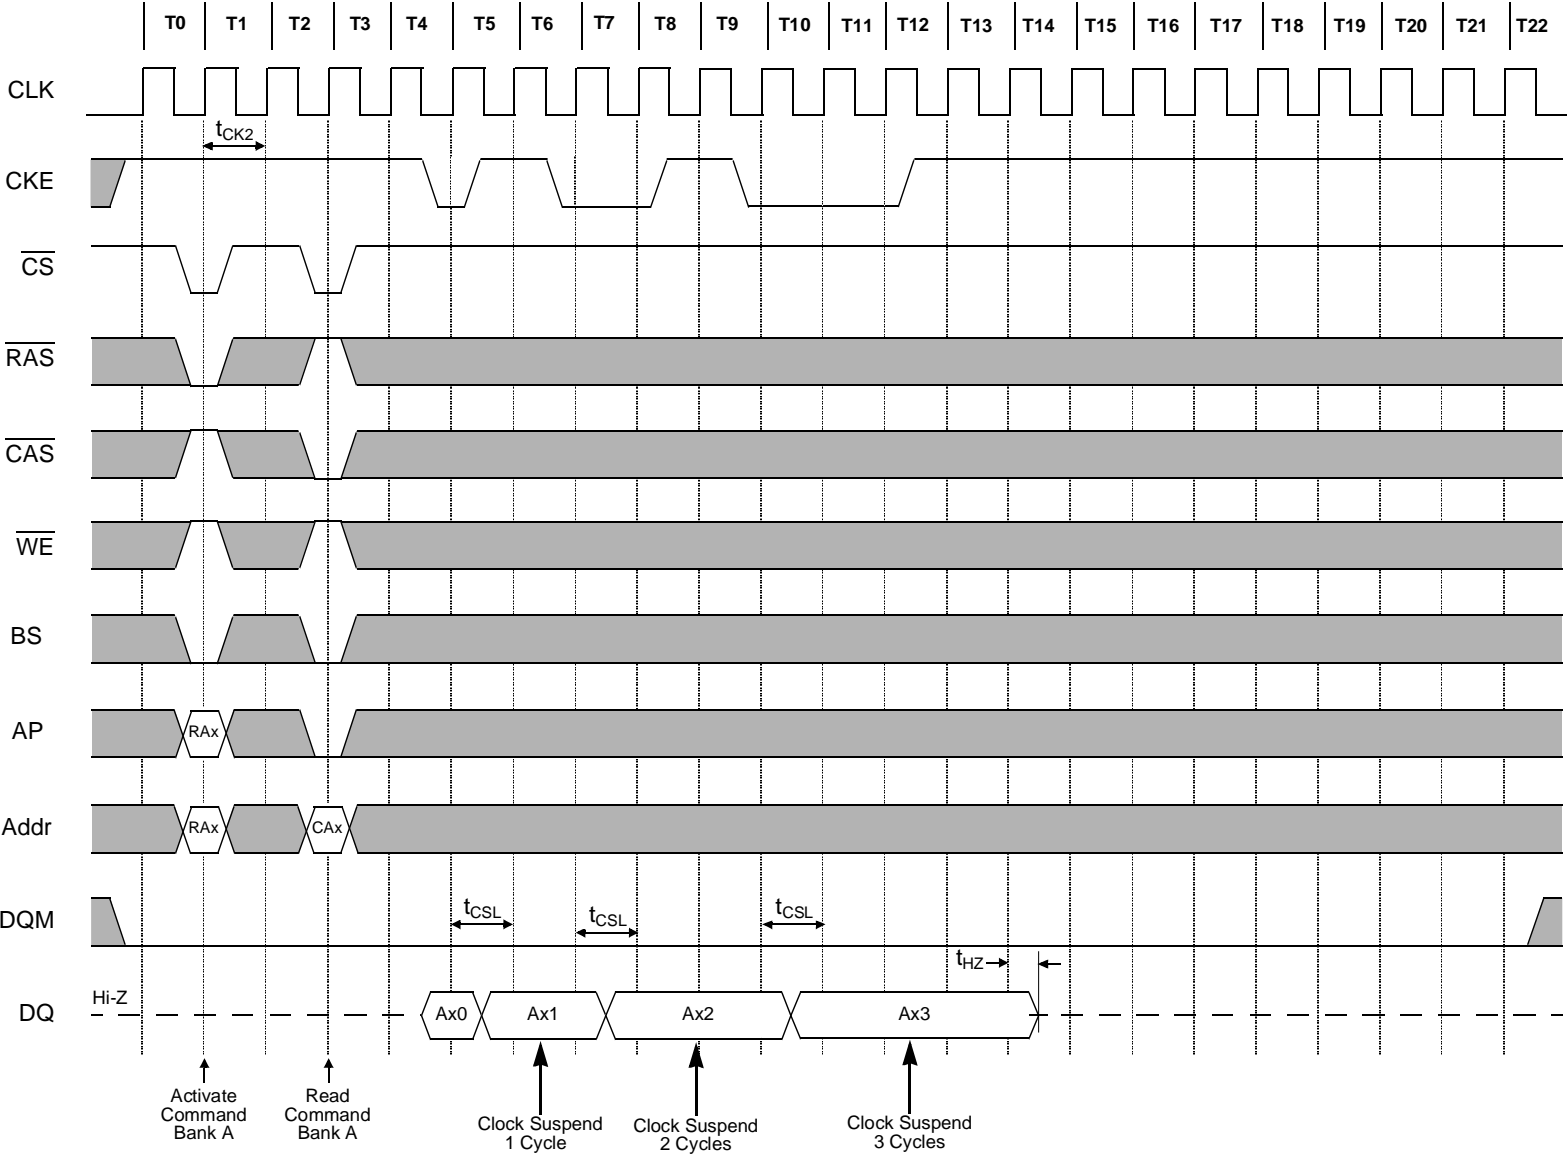 T0 T1 T2 T3 T4 T5 T6 T7 T8 T9 T10 T11 T12 T13 T14 T15 T16 T17 T18 T19 T20 T21 T22
CLK
tCK2
CKE
CS
RAS
CAS
WE
BS
AP RAx
Addr RAx CAx
DQM tCSL tCSL tCSL
tHZ
Hi-Z
DQ Ax0 Ax1 Ax2 Ax3
Activate
Command
Bank A
Read
Command
Bank A
Clock Suspend
1 Cycle
Clock Suspend
2 Cycles
Clock Suspend
3 Cycles